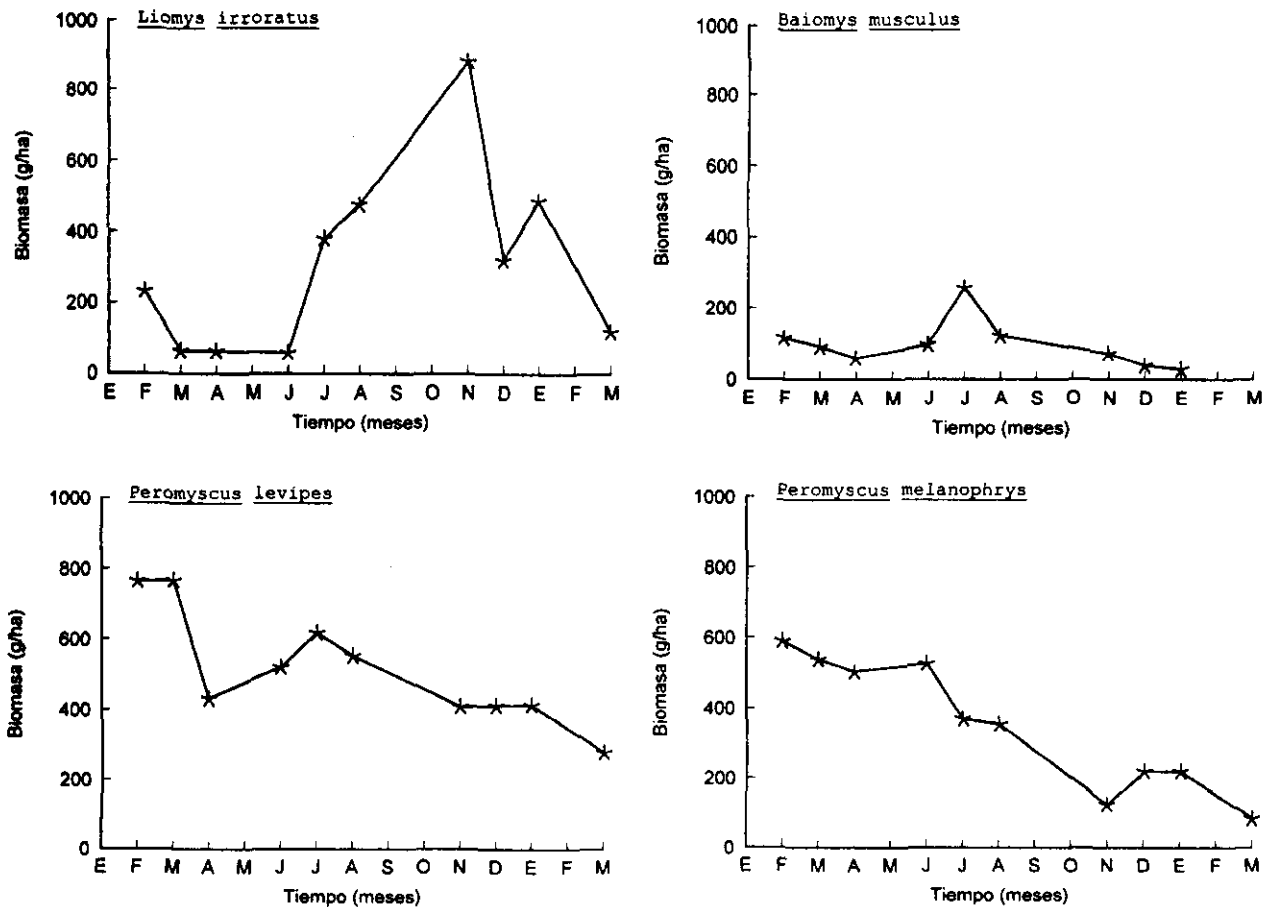 Liomys irroratus
1000
800
600
400
200
0
Biomasa (g/ha)
E F M A M J J A S O N D E F M
Tiempo (meses)
Baiomys musculus
1000
800
600
400
200
0
Biomasa (g/ha)
E F M A M J J A S O N D E F M
Tiempo (meses)
Peromyscus levipes
1000
800
600
400
200
0
Biomasa (g/ha)
E F M A M J J A S O N D E F M
Tiempo (meses)
Peromyscus melanophrys
1000
800
600
400
200
0
Biomasa (g/ha)
E F M A M J J A S O N D E F M
Tiempo (meses)